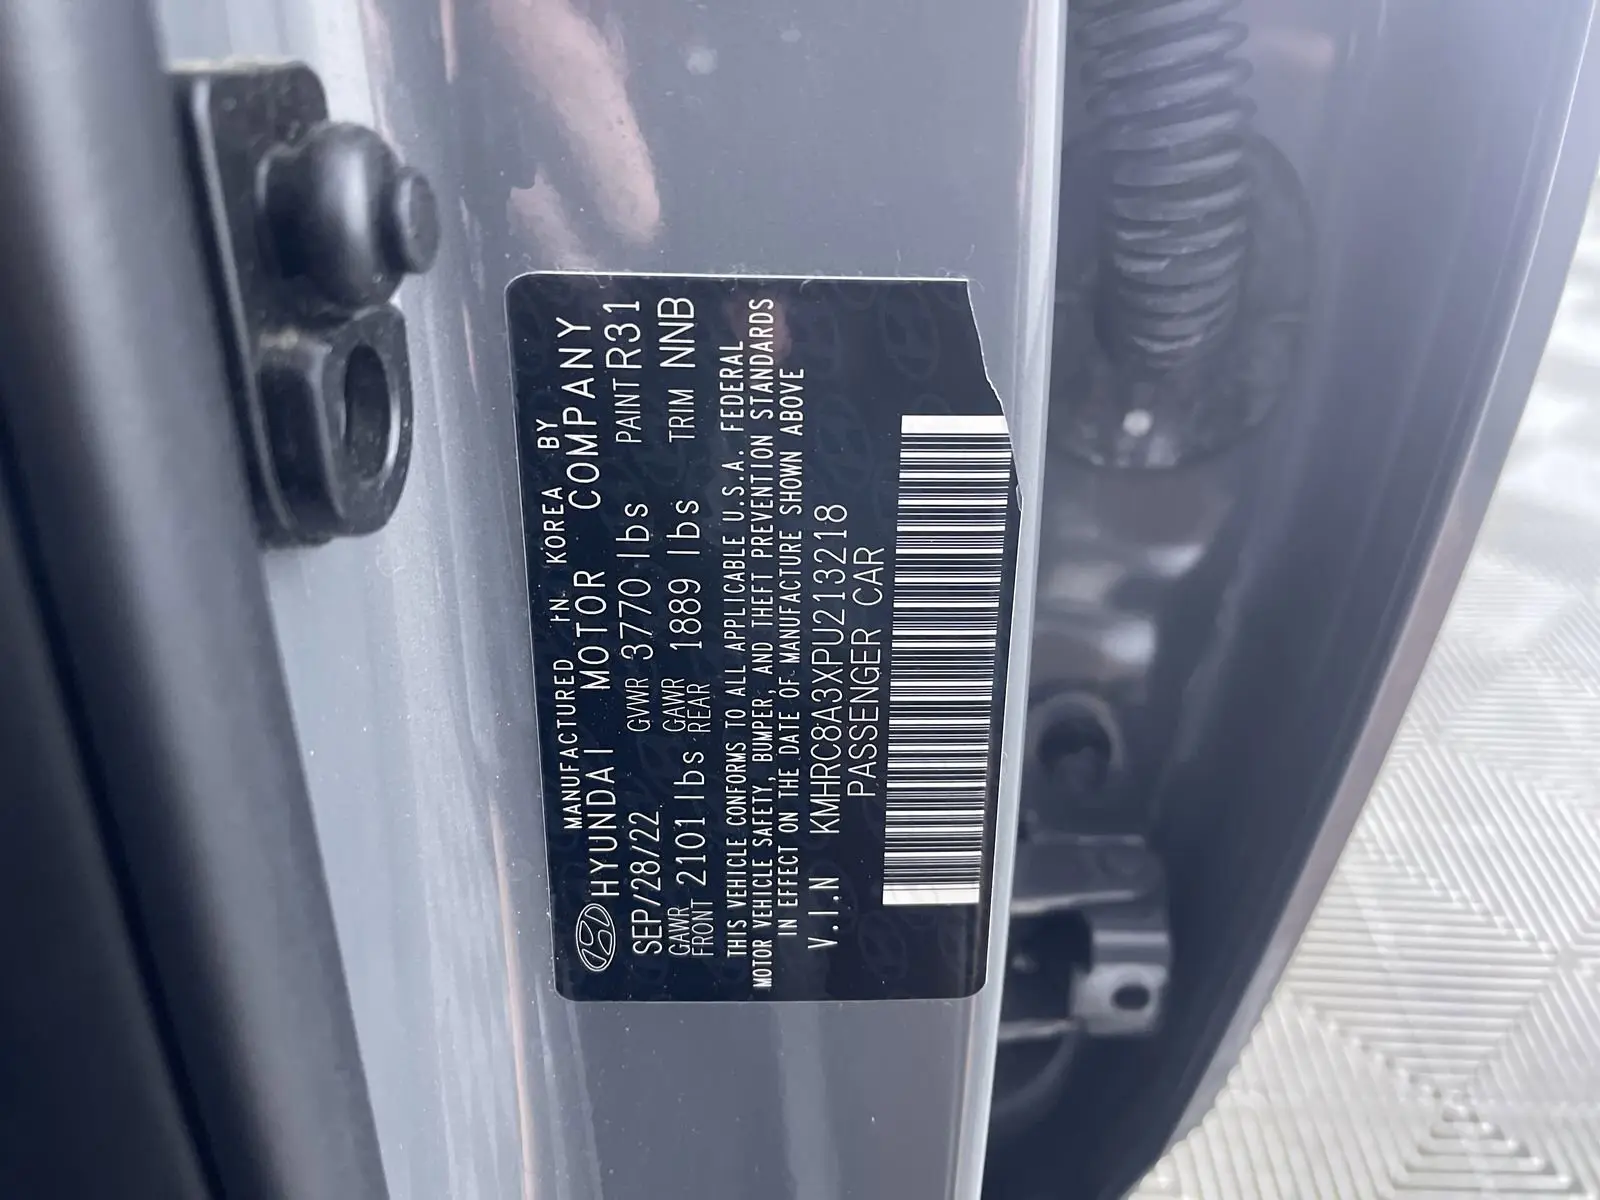 MANUFACTURED IN KOREA BY
HYUNDAI MOTOR COMPANY
SEP/28/22 GVWR 3770 lbs PAINT R31
GAWR FRONT 2101 lbs GAWR REAR 1889 lbs TRIM NNB
THIS VEHICLE CONFORMS TO ALL APPLICABLE U.S.A. FEDERAL
MOTOR VEHICLE SAFETY, BUMPER, AND THEFT PREVENTION STANDARDS
IN EFFECT ON THE DATE OF MANUFACTURE SHOWN ABOVE
V.I.N KMHRC8A3XPU213218
PASSENGER CAR